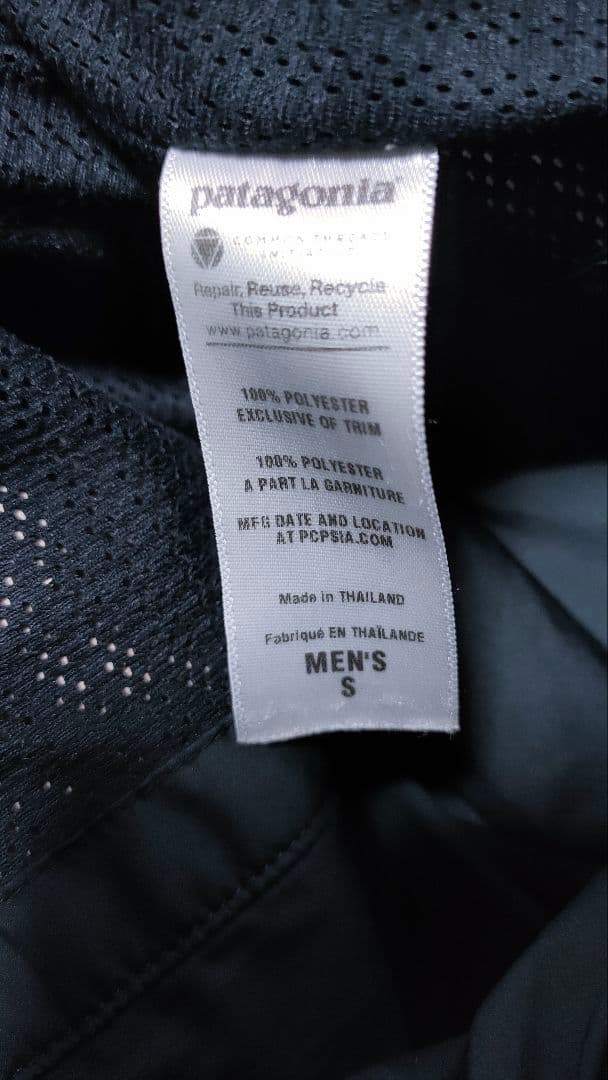 patagonia
COMMON THREADS
INITIATIVE
Repair, Reuse, Recycle
This Product
www.patagonia.com
100% POLYESTER
EXCLUSIVE OF TRIM
100% POLYESTER
A PART LA GARNITURE
MFG DATE AND LOCATION
AT PCPSIA.COM
Made in THAILAND
Fabriqué EN THAÏLANDE
MEN'S
S